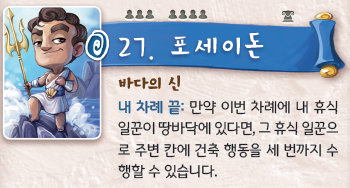 27. 포세이돈
바다의 신
내 차례 끝: 만약 이번 차례에 내 휴식
일꾼이 땅바닥에 있다면, 그 휴식 일꾼으
로 주변 칸에 건축 행동을 세 번까지 수
행할 수 있습니다.